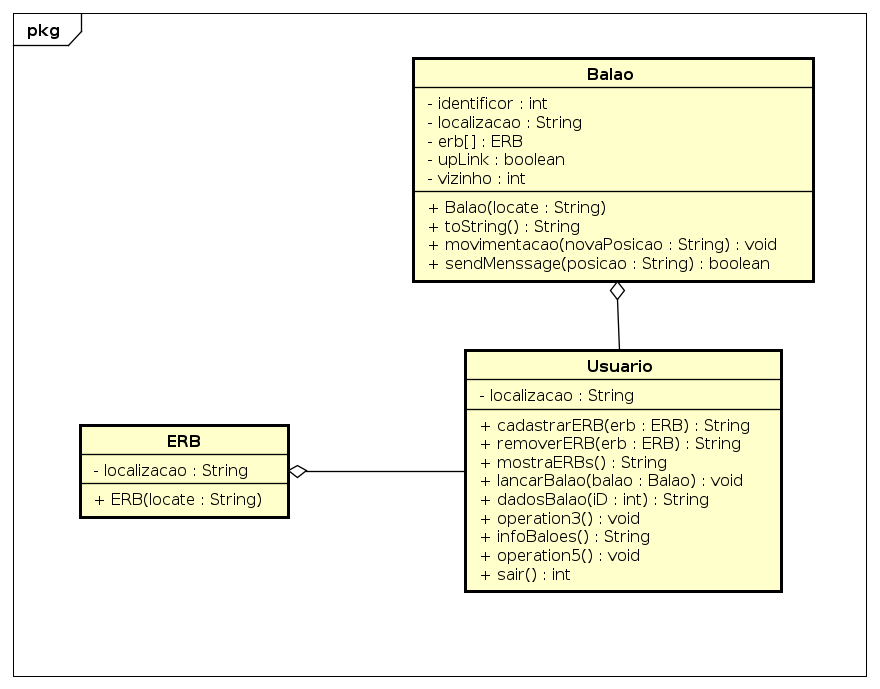 pkg
Balao
- identificor : int
- localizacao : String
- erb[] : ERB
- upLink : boolean
- vizinho : int
+ Balao(locate : String)
+ toString() : String
+ movimentacao(novaPosicao : String) : void
+ sendMenssage(posicao : String) : boolean
Usuario
- localizacao : String
+ cadastrarERB(erb : ERB) : String
+ removerERB(erb : ERB) : String
+ mostraERBs() : String
+ lancarBalao(balao : Balao) : void
+ dadosBalao(iD : int) : String
+ operation3() : void
+ infoBaloes() : String
+ operation5() : void
+ sair() : int
ERB
- localizacao : String
+ ERB(locate : String)